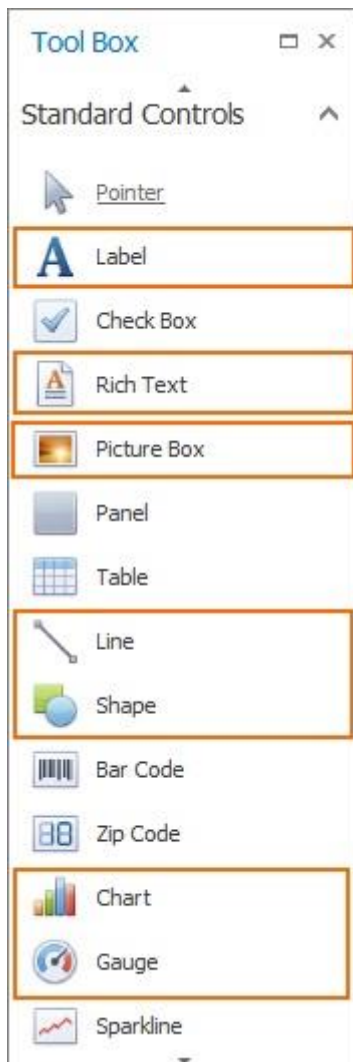 Tool Box
Standard Controls
Pointer
Label
Check Box
Rich Text
Picture Box
Panel
Table
Line
Shape
Bar Code
Zip Code
Chart
Gauge
Sparkline